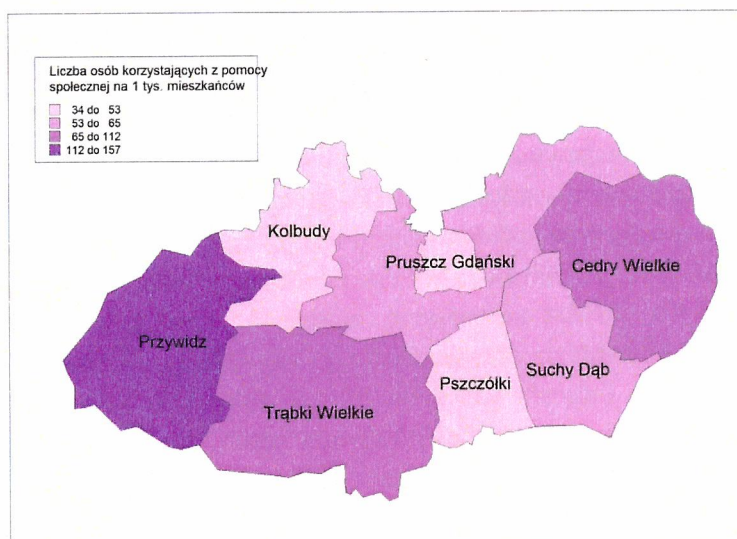 Liczba osób korzystających z pomocy
społecznej na 1 tys. mieszkańców
34 do 53
53 do 65
65 do 112
112 do 157
Kolbudy
Pruszcz Gdański
Cedry Wielkie
Przywidz
Suchy Dąb
Pszczólki
Trąbki Wielkie